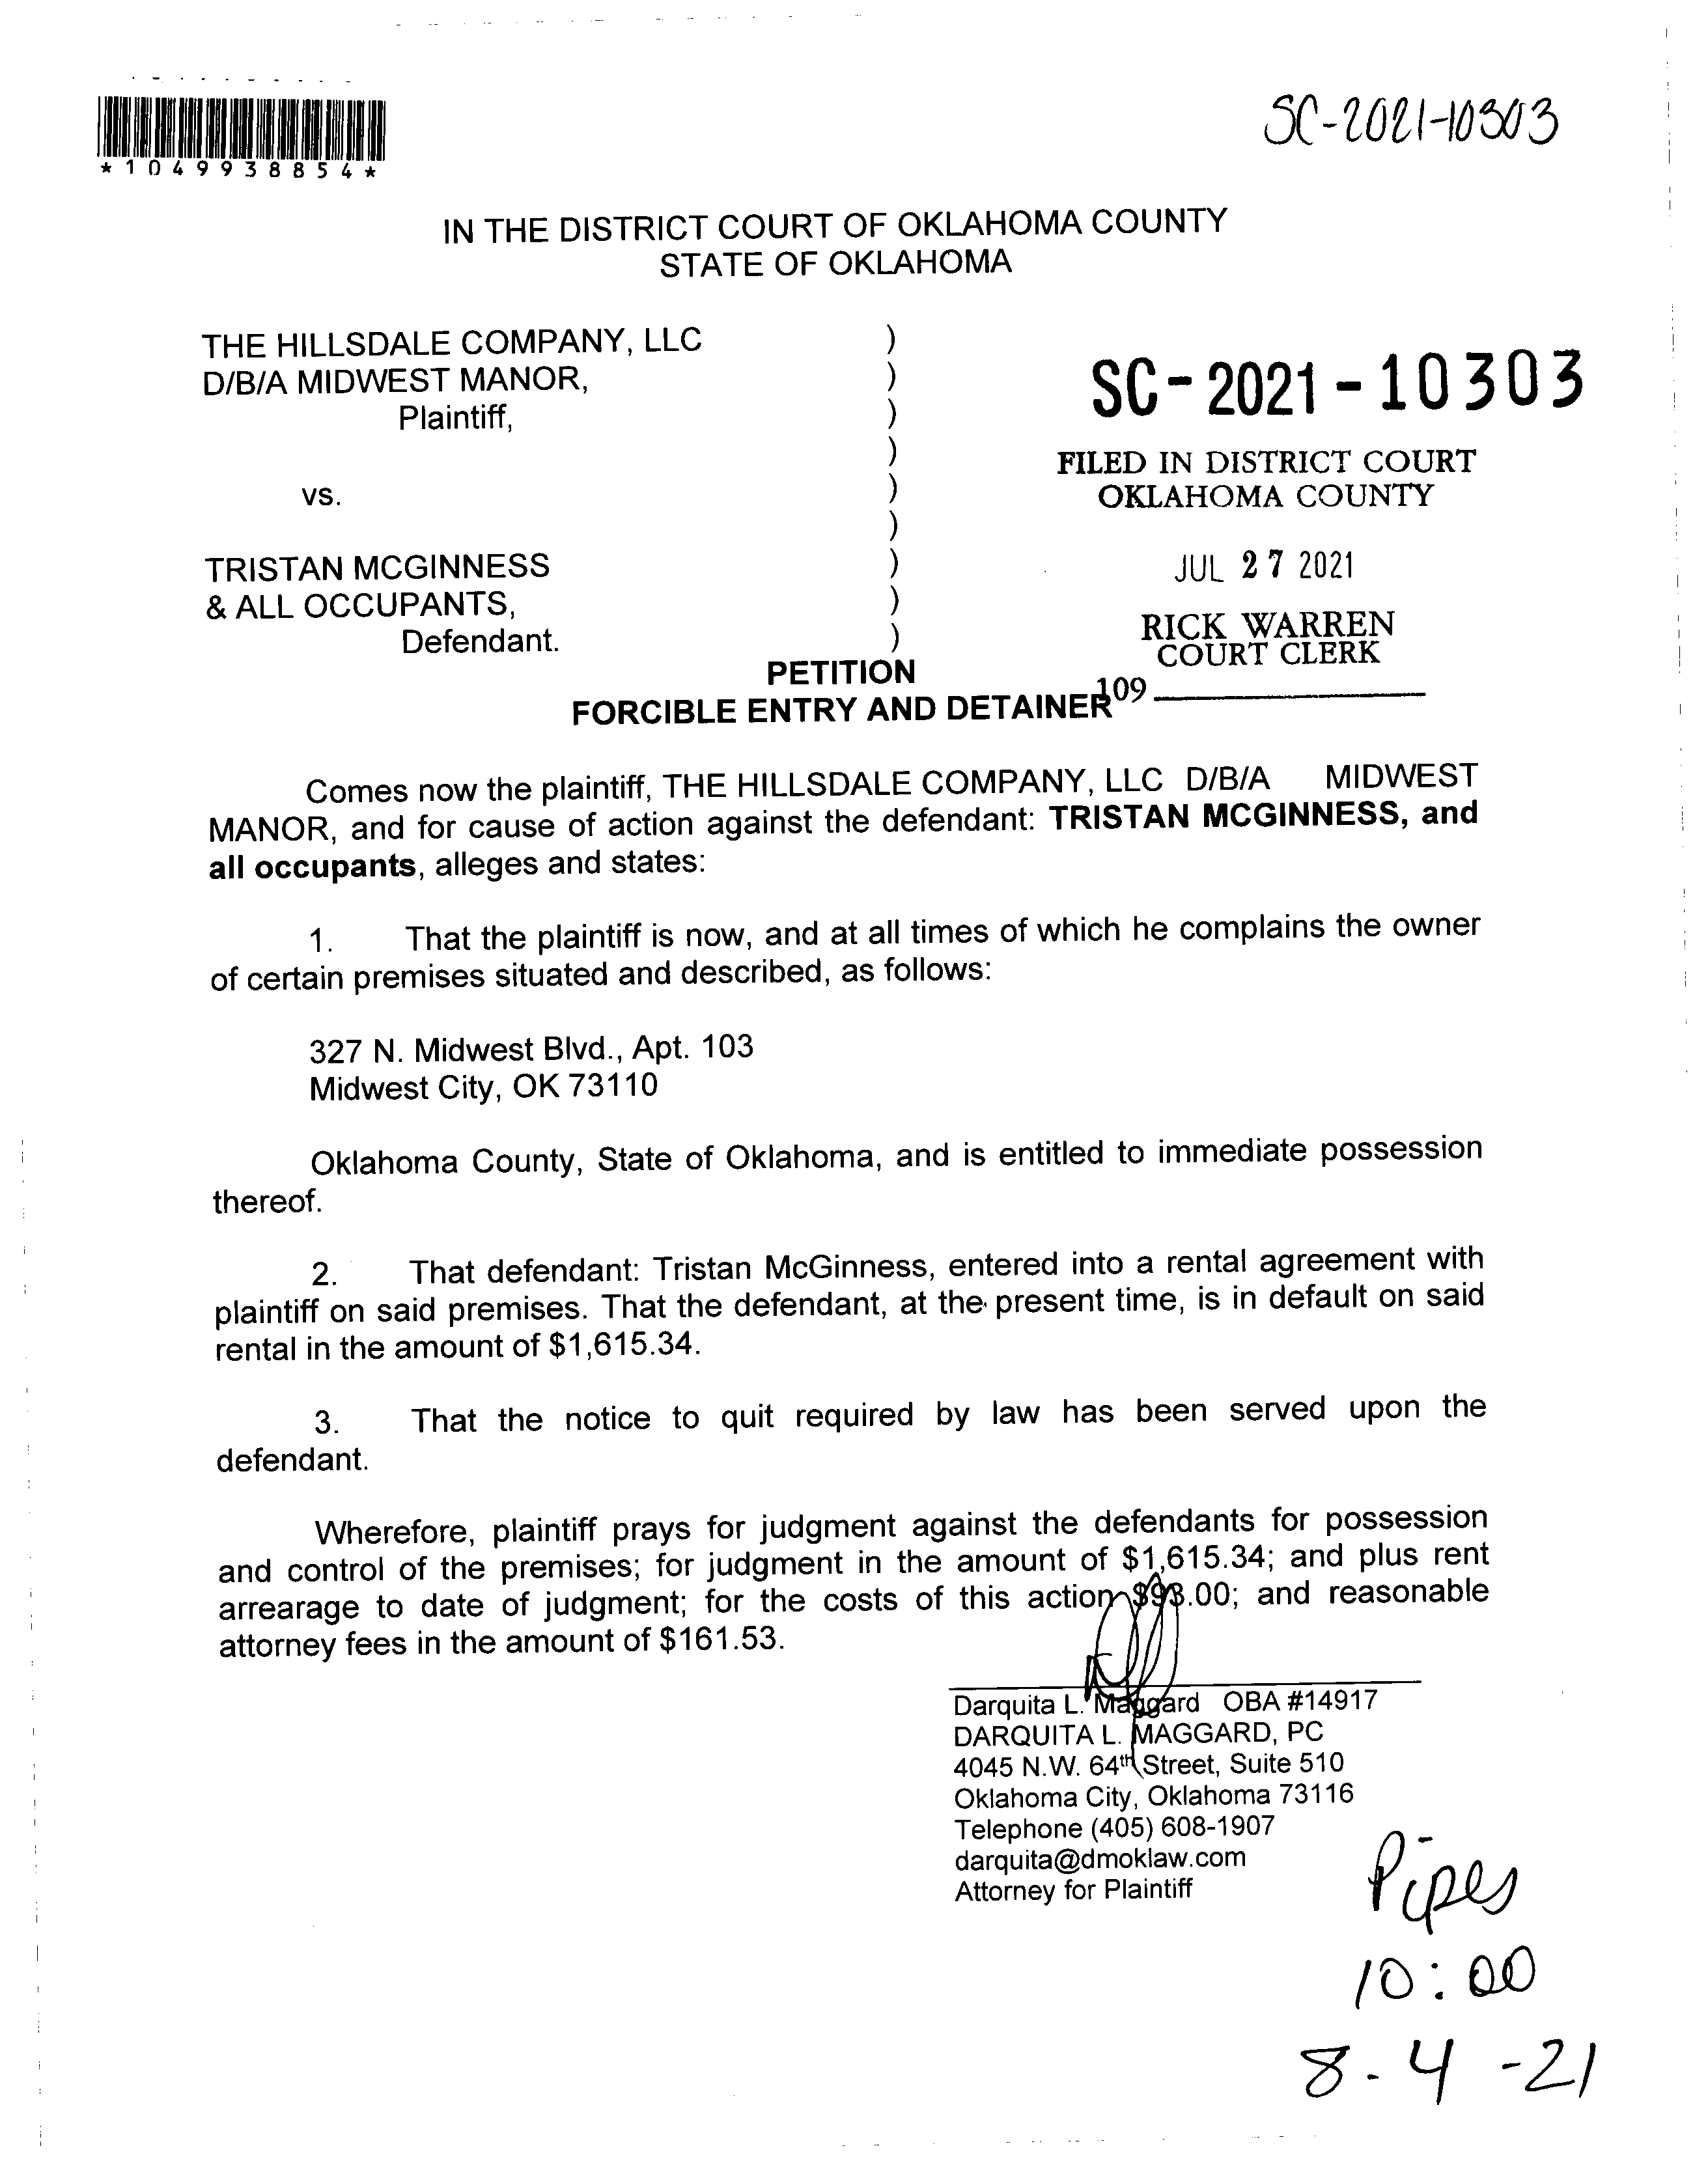 SC-2021-10303
*1049938854*
IN THE DISTRICT COURT OF OKLAHOMA COUNTY
STATE OF OKLAHOMA
THE HILLSDALE COMPANY, LLC )
D/B/A MIDWEST MANOR, )
Plaintiff, )
)
vs. )
)
TRISTAN MCGINNESS )
& ALL OCCUPANTS, )
Defendant. )
SC-2021-10303
FILED IN DISTRICT COURT
OKLAHOMA COUNTY
JUL 27 2021
RICK WARREN
COURT CLERK
109
PETITION
FORCIBLE ENTRY AND DETAINER
Comes now the plaintiff, THE HILLSDALE COMPANY, LLC D/B/A MIDWEST
MANOR, and for cause of action against the defendant: TRISTAN MCGINNESS, and
all occupants, alleges and states:
1. That the plaintiff is now, and at all times of which he complains the owner
of certain premises situated and described, as follows:
327 N. Midwest Blvd., Apt. 103
Midwest City, OK 73110
Oklahoma County, State of Oklahoma, and is entitled to immediate possession
thereof.
2. That defendant: Tristan McGinness, entered into a rental agreement with
plaintiff on said premises. That the defendant, at the present time, is in default on said
rental in the amount of $1,615.34.
3. That the notice to quit required by law has been served upon the
defendant.
Wherefore, plaintiff prays for judgment against the defendants for possession
and control of the premises; for judgment in the amount of $1,615.34; and plus rent
arrearage to date of judgment; for the costs of this action $93.00; and reasonable
attorney fees in the amount of $161.53.
Darquita L. Maggard OBA #14917
DARQUITA L. MAGGARD, PC
4045 N.W. 64th Street, Suite 510
Oklahoma City, Oklahoma 73116
Telephone (405) 608-1907
darquita@dmoklaw.com
Attorney for Plaintiff
Pipes
10:00
8-4-21